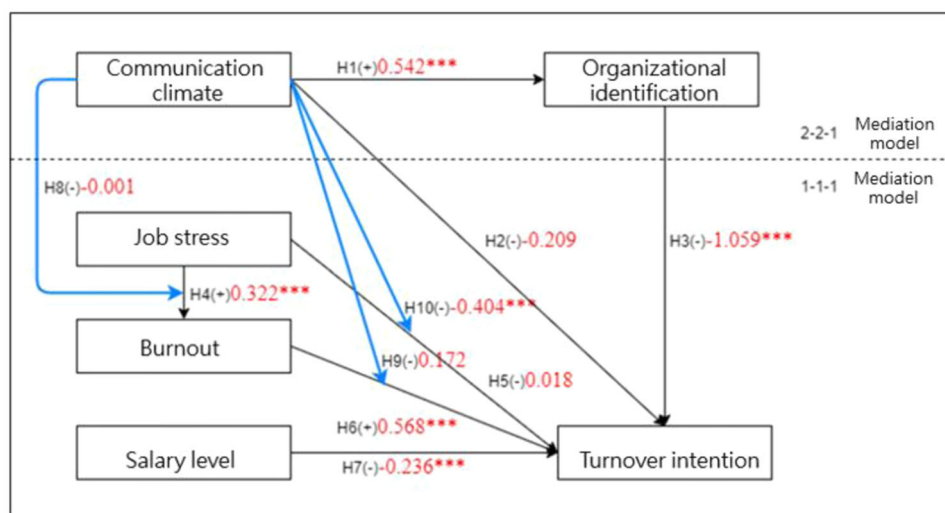 Communication
climate
H1(+)0.542***
Organizational
identification
2-2-1 Mediation
model
1-1-1 Mediation
model
H8(-)-0.001
Job stress
H2(-)-0.209
H3(-)-1.059***
H4(+)0.322***
H10(-)-0.404***
Burnout
H9(-)0.172
H5(-)0.018
H6(+)0.568***
Salary level
H7(-)-0.236***
Turnover intention